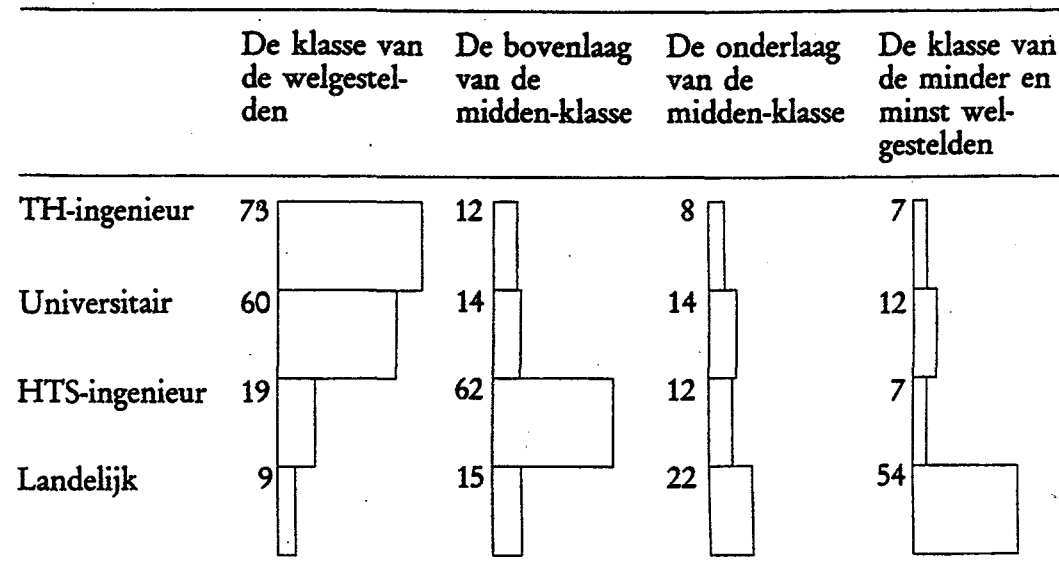 De klasse van
de welgestel-
den
De bovenlaag
van de
midden-klasse
De onderlaag
van de
midden-klasse
De klasse van
de minder en
minst wel-
gestelden
TH-ingenieur 73 12 8 7
Universitair 60 14 14 12
HTS-ingenieur 19 62 12 7
Landelijk 9 15 22 54